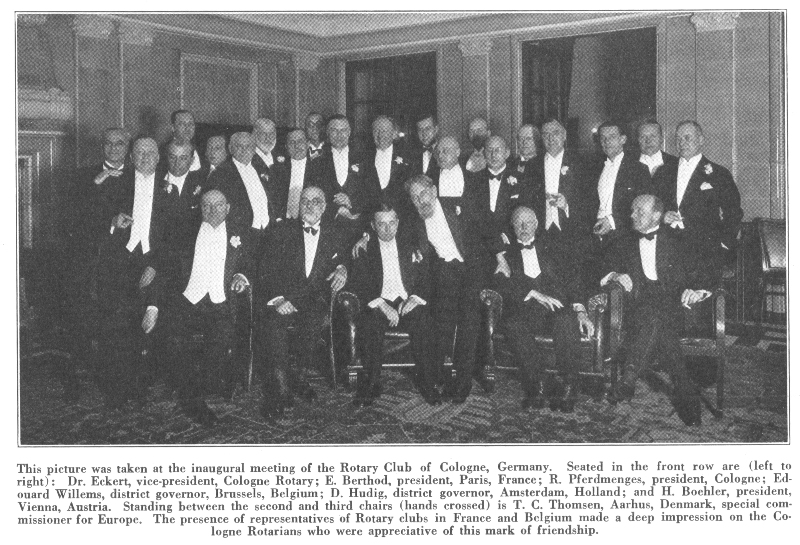 This picture was taken at the inaugural meeting of the Rotary Club of Cologne, Germany. Seated in the front row are (left to
right): Dr. Eckert, vice-president, Cologne Rotary; E. Berthod, president, Paris, France; R. Pferdmenges, president, Cologne; Ed-
ouard Willems, district governor, Brussels, Belgium; D. Hudig, district governor, Amsterdam, Holland; and H. Boehler, president,
Vienna, Austria. Standing between the second and third chairs (hands crossed) is T. C. Thomsen, Aarhus, Denmark, special com-
missioner for Europe. The presence of representatives of Rotary clubs in France and Belgium made a deep impression on the Co-
logne Rotarians who were appreciative of this mark of friendship.